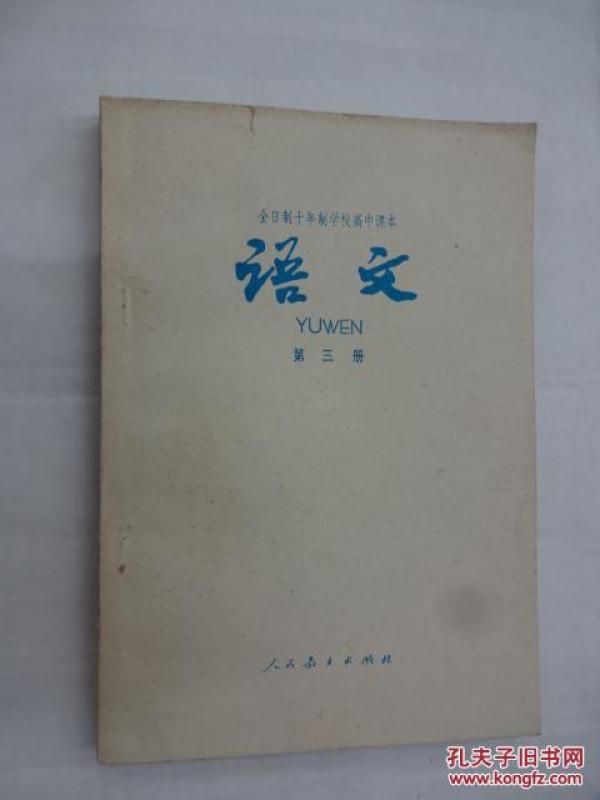 全日制十年制学校高中课本
语文
YUWEN
第三册
人民教育出版社
孔夫子旧书网
www.kongfz.com